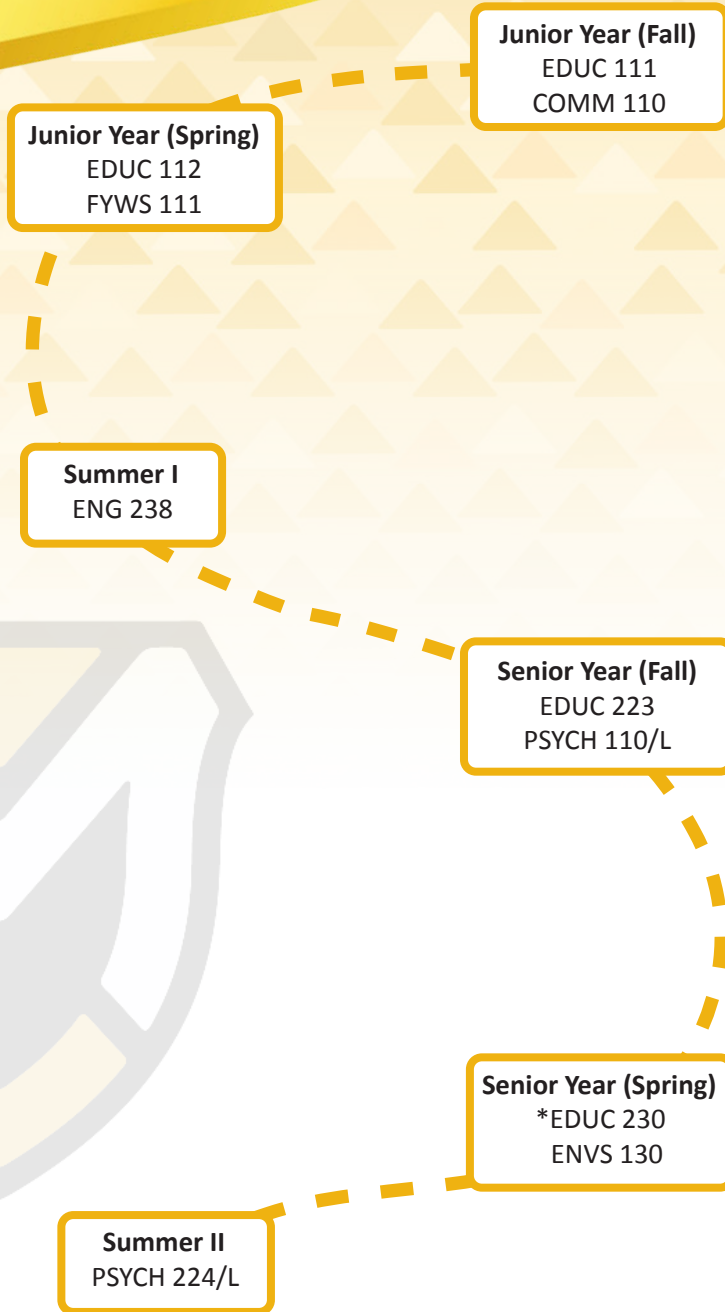 Junior Year (Fall)
EDUC 111
COMM 110
Junior Year (Spring)
EDUC 112
FYWS 111
Summer I
ENG 238
Senior Year (Fall)
EDUC 223
PSYCH 110/L
Senior Year (Spring)
*EDUC 230
ENVS 130
Summer II
PSYCH 224/L